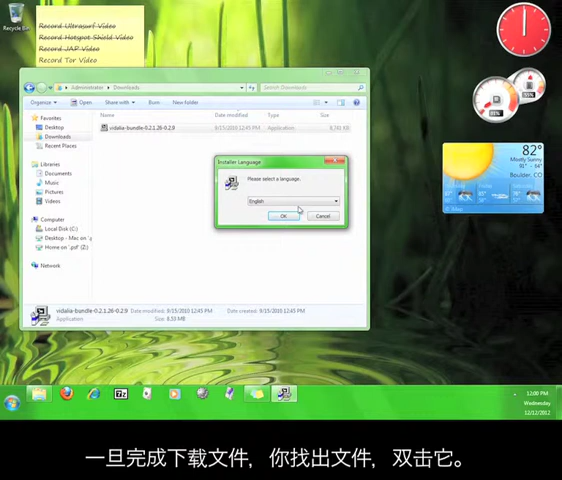 Recycle Bin
Record Ultrasurf Video
Record Hotspot Shield Video
Record JAP Video
Record Tor Video
Administrator ▸ Downloads
Search Downloads
Organize
Open
Share with
Burn
New folder
Name
Date modified
Type
Size
Favorites
Desktop
Downloads
Recent Places
Libraries
Documents
Music
Pictures
Videos
Computer
Local Disk (C:)
Network
vidalia-bundle-0.2.1.26-0.2.9
9/15/2010 12:45 PM
Application
Installer Language
Please select a language.
English
OK
Cancel
82°
Mostly Sunny
Boulder, CO
vidalia-bundle-0.2.1.26-0.2.9
Date modified: 9/15/2010 12:45 PM
Date created: 9/15/2010 12:45 PM
Application
Size: 8.53 MB
12:00 PM
Wednesday
12/12/2012
一旦完成下载文件，你找出文件，双击它。